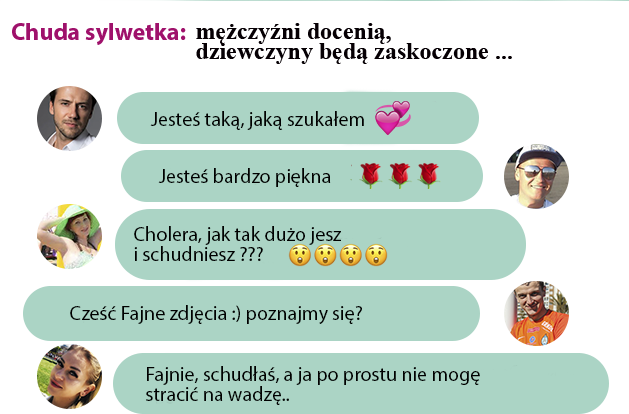 Chuda sylwetka: mężczyźni docenią,
dziewczyny będą zaskoczone ...
Jesteś taką, jaką szukałem
Jesteś bardzo piękna
Cholera, jak tak dużo jesz
i schudniesz ???
Cześć Fajne zdjęcia :) poznajmy się?
Fajnie, schudłaś, a ja po prostu nie mogę
stracić na wadzę..